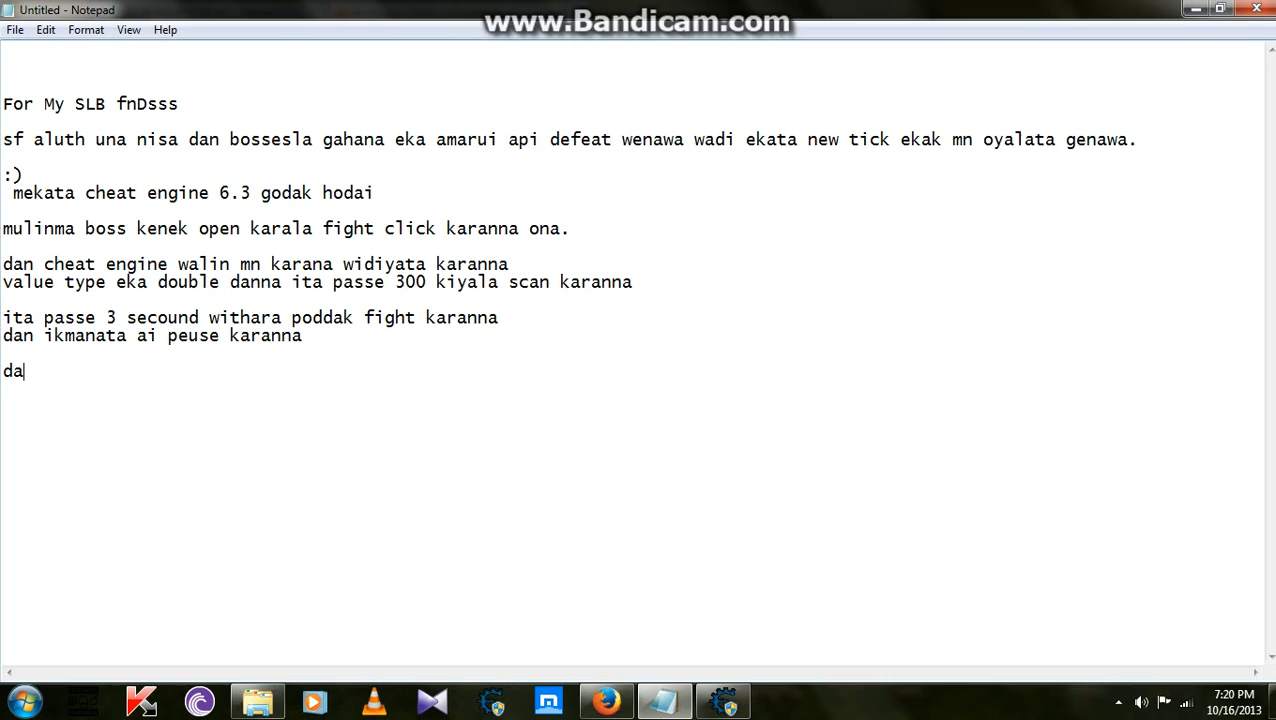 Untitled - Notepad
www.Bandicam.com
File Edit Format View Help
For My SLB fnDsss
sf aluth una nisa dan bossesla gahana eka amarui api defeat wenawa wadi ekata new tick ekak mn oyalata genawa.
:)
mekata cheat engine 6.3 godak hodai
mulinma boss kenek open karala fight click karanna ona.
dan cheat engine walin mn karana widiyata karanna
value type eka double danna ita passe 300 kiyala scan karanna
ita passe 3 secound withara poddak fight karanna
dan ikmanata ai peuse karanna
da
7:20 PM
10/16/2013